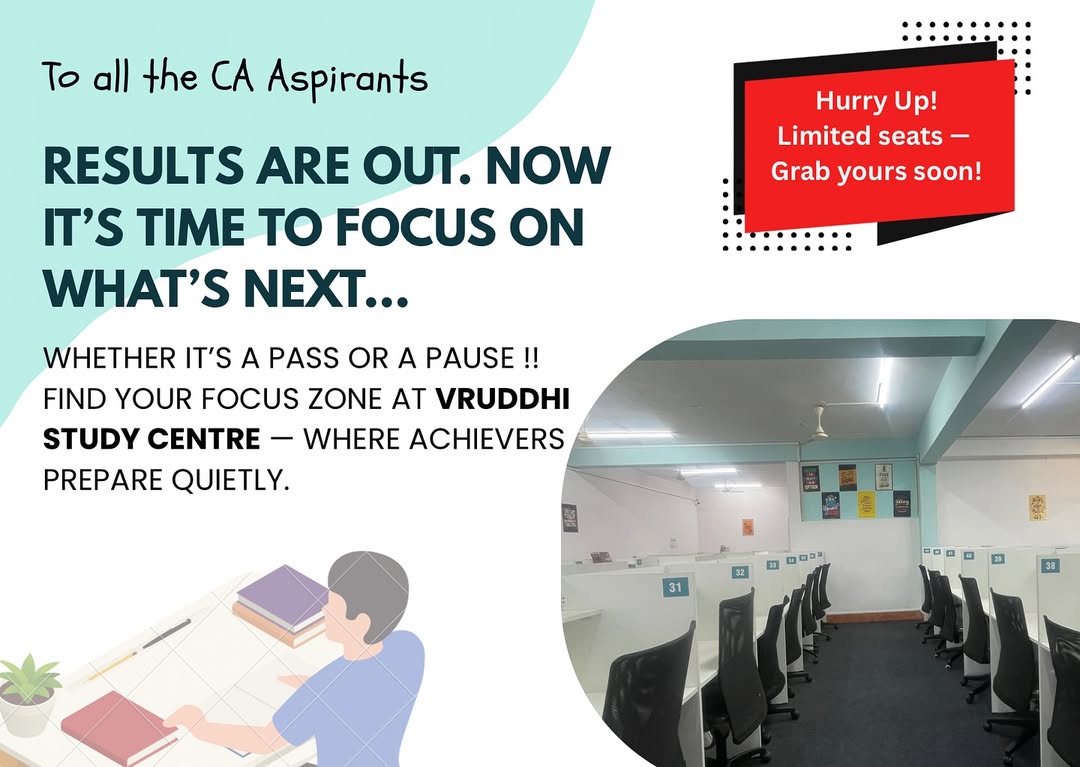 To all the CA Aspirants
RESULTS ARE OUT. NOW
IT'S TIME TO FOCUS ON
WHAT'S NEXT...
WHETHER IT'S A PASS OR A PAUSE !!
FIND YOUR FOCUS ZONE AT VRUDDHI
STUDY CENTRE — WHERE ACHIEVERS
PREPARE QUIETLY.
Hurry Up!
Limited seats —
Grab yours soon!
31
32
33
40
39
38